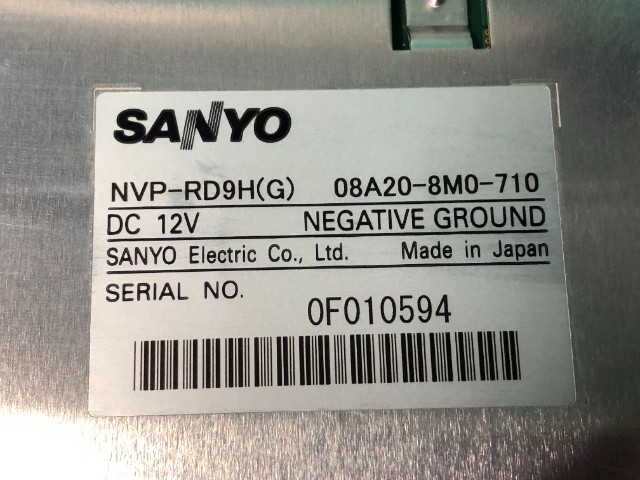 SANYO
NVP-RD9H(G) 08A20-8M0-710
DC 12V NEGATIVE GROUND
SANYO Electric Co., Ltd. Made in Japan
SERIAL NO.
0F010594